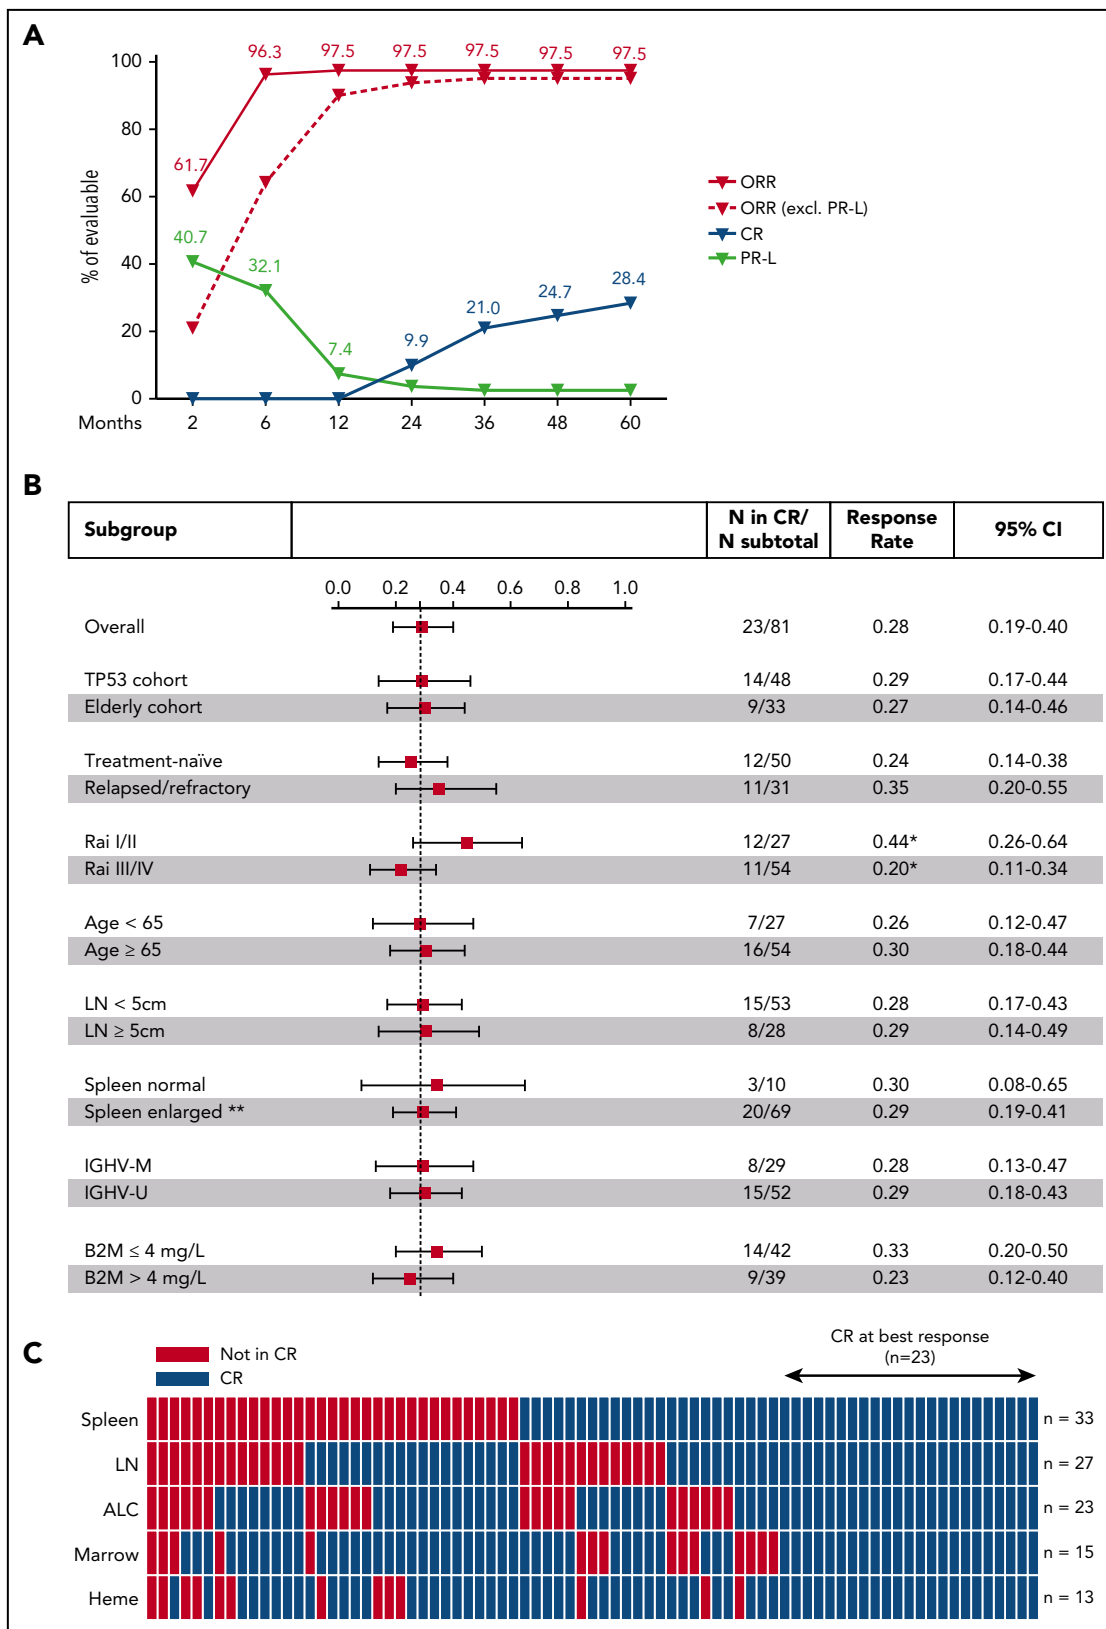 A
96.3 97.5 97.5 97.5 97.5 97.5
100
80
61.7
60
40.7
40
32.1
28.4
24.7
21.0
20
9.9
7.4
0
% of evaluable
Months 2 6 12 24 36 48 60
ORR
ORR (excl. PR-L)
CR
PR-L
B
Subgroup N in CR/ N subtotal Response Rate 95% CI
0.0 0.2 0.4 0.6 0.8 1.0
Overall 23/81 0.28 0.19-0.40
TP53 cohort 14/48 0.29 0.17-0.44
Elderly cohort 9/33 0.27 0.14-0.46
Treatment-naïve 12/50 0.24 0.14-0.38
Relapsed/refractory 11/31 0.35 0.20-0.55
Rai I/II 12/27 0.44* 0.26-0.64
Rai III/IV 11/54 0.20* 0.11-0.34
Age < 65 7/27 0.26 0.12-0.47
Age ≥ 65 16/54 0.30 0.18-0.44
LN < 5cm 15/53 0.28 0.17-0.43
LN ≥ 5cm 8/28 0.29 0.14-0.49
Spleen normal 3/10 0.30 0.08-0.65
Spleen enlarged ** 20/69 0.29 0.19-0.41
IGHV-M 8/29 0.28 0.13-0.47
IGHV-U 15/52 0.29 0.18-0.43
B2M ≤ 4 mg/L 14/42 0.33 0.20-0.50
B2M > 4 mg/L 9/39 0.23 0.12-0.40
C
Not in CR
CR
CR at best response
(n=23)
Spleen n = 33
LN n = 27
ALC n = 23
Marrow n = 15
Heme n = 13